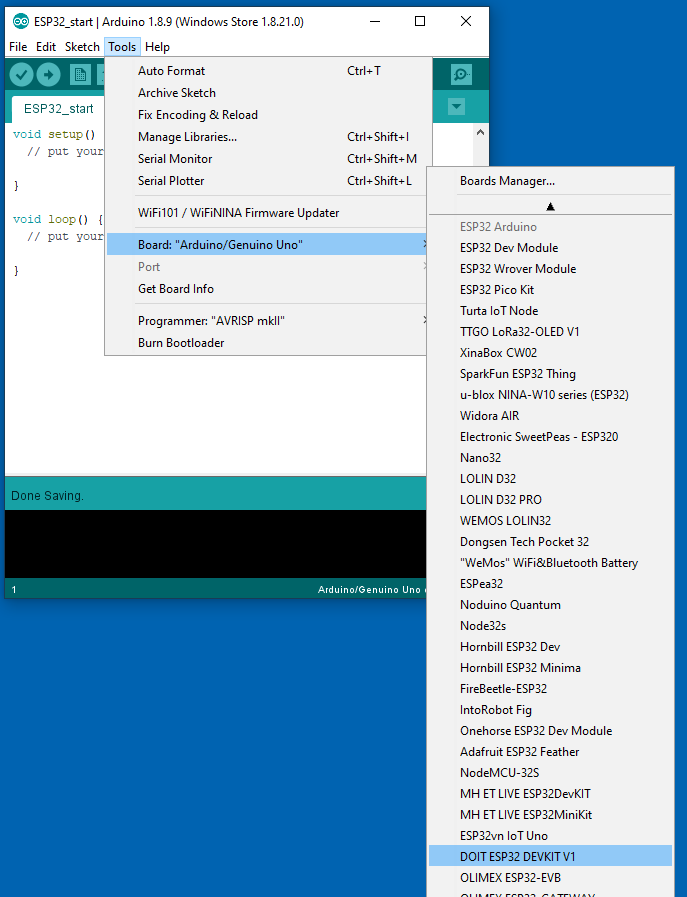 ESP32_start | Arduino 1.8.9 (Windows Store 1.8.21.0)
File Edit Sketch Tools Help
ESP32_start
void setup()
// put your
}
void loop() {
// put your
}
Auto Format Ctrl+T
Archive Sketch
Fix Encoding & Reload
Manage Libraries... Ctrl+Shift+I
Serial Monitor Ctrl+Shift+M
Serial Plotter Ctrl+Shift+L
WiFi101 / WiFiNINA Firmware Updater
Board: "Arduino/Genuino Uno"
Port
Get Board Info
Programmer: "AVRISP mkII"
Burn Bootloader
Done Saving.
1 Arduino/Genuino Uno
Boards Manager...
ESP32 Arduino
ESP32 Dev Module
ESP32 Wrover Module
ESP32 Pico Kit
Turta IoT Node
TTGO LoRa32-OLED V1
XinaBox CW02
SparkFun ESP32 Thing
u-blox NINA-W10 series (ESP32)
Widora AIR
Electronic SweetPeas - ESP320
Nano32
LOLIN D32
LOLIN D32 PRO
WEMOS LOLIN32
Dongsen Tech Pocket 32
"WeMos" WiFi&Bluetooth Battery
ESPea32
Noduino Quantum
Node32s
Hornbill ESP32 Dev
Hornbill ESP32 Minima
FireBeetle-ESP32
IntoRobot Fig
Onehorse ESP32 Dev Module
Adafruit ESP32 Feather
NodeMCU-32S
MH ET LIVE ESP32DevKIT
MH ET LIVE ESP32MiniKit
ESP32vn IoT Uno
DOIT ESP32 DEVKIT V1
OLIMEX ESP32-EVB
OLIMEX ESP32-GATEWAY